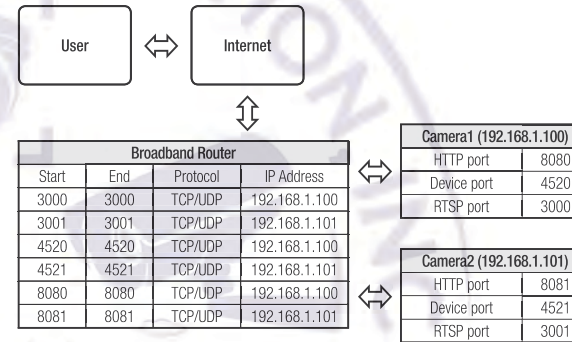 User
Internet
Broadband Router
Start End Protocol IP Address
3000 3000 TCP/UDP 192.168.1.100
3001 3001 TCP/UDP 192.168.1.101
4520 4520 TCP/UDP 192.168.1.100
4521 4521 TCP/UDP 192.168.1.101
8080 8080 TCP/UDP 192.168.1.100
8081 8081 TCP/UDP 192.168.1.101
Camera1 (192.168.1.100)
HTTP port 8080
Device port 4520
RTSP port 3000
Camera2 (192.168.1.101)
HTTP port 8081
Device port 4521
RTSP port 3001